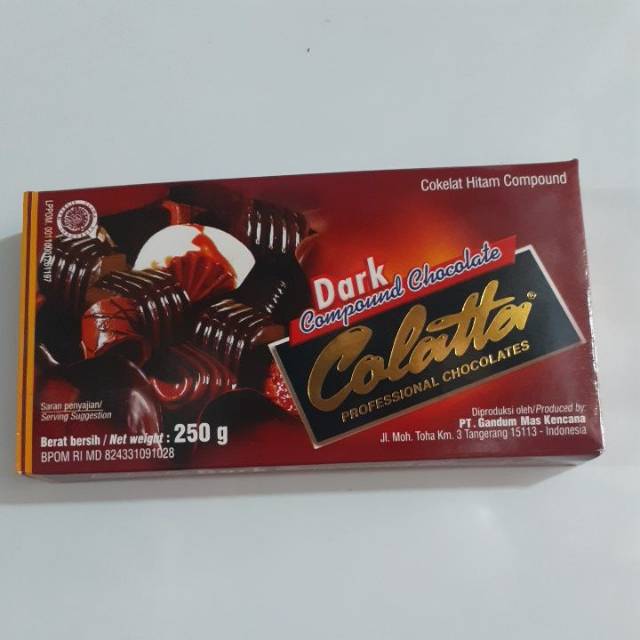 Cokelat Hitam Compound
Dark
Compound Chocolate
Colatta®
PROFESSIONAL CHOCOLATES
Saran penyajian/
Serving Suggestion
Berat bersih / Net weight : 250 g
BPOM RI MD 824331091028
Diproduksi oleh/Produced by:
PT. Gandum Mas Kencana
Jl. Moh. Toha Km. 3 Tangerang 15113 - Indonesia